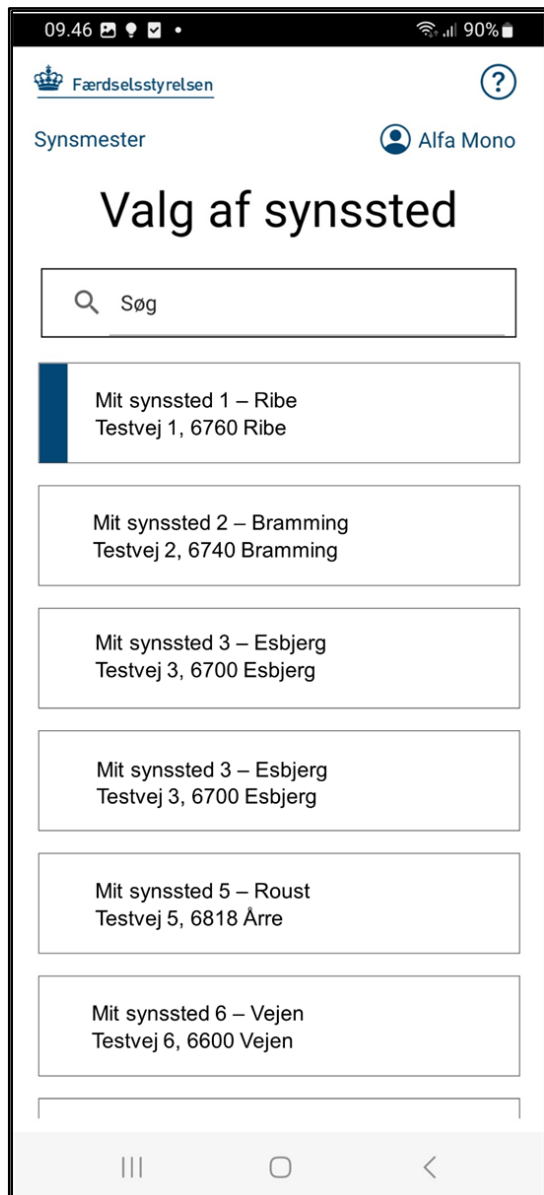 09.46 90%
Færdselsstyrelsen
Synsmester Alfa Mono
Valg af synssted
Søg
Mit synssted 1 – Ribe
Testvej 1, 6760 Ribe
Mit synssted 2 – Bramming
Testvej 2, 6740 Bramming
Mit synssted 3 – Esbjerg
Testvej 3, 6700 Esbjerg
Mit synssted 3 – Esbjerg
Testvej 3, 6700 Esbjerg
Mit synssted 5 – Roust
Testvej 5, 6818 Årre
Mit synssted 6 – Vejen
Testvej 6, 6600 Vejen